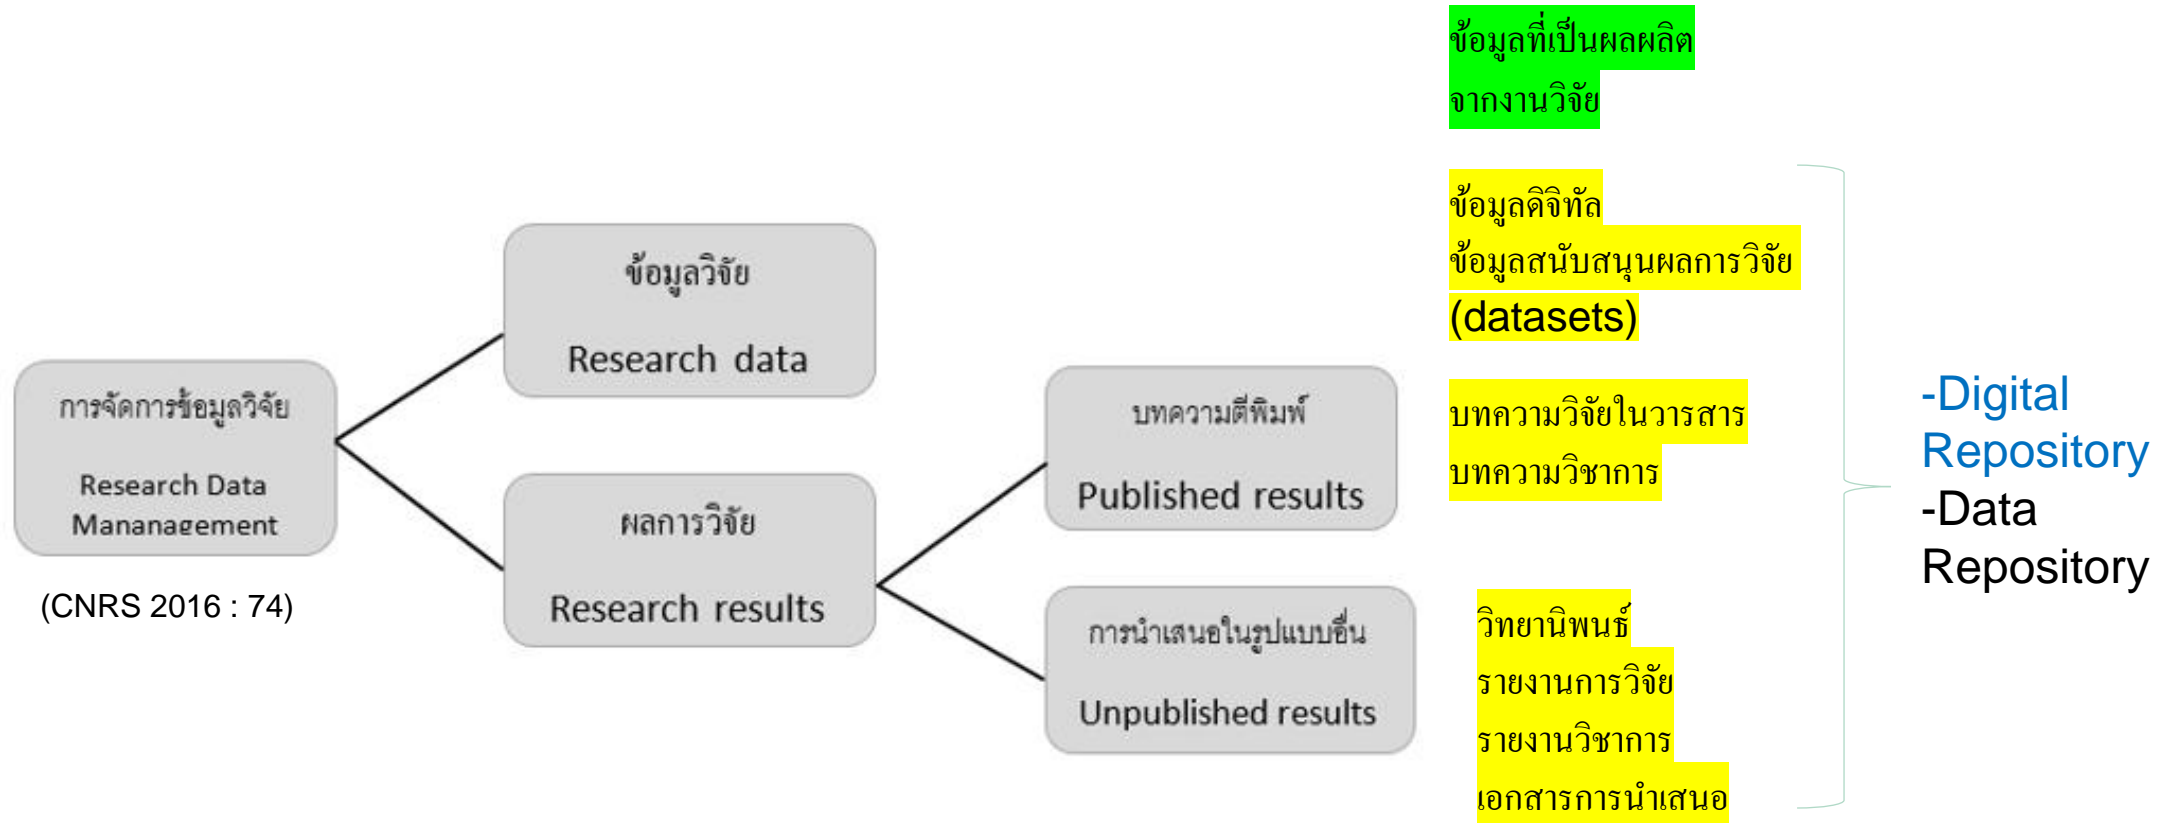 ข้อมูลที่เป็นผลผลิต
จากงานวิจัย
การจัดการข้อมูลวิจัย
Research Data
Mananagement
(CNRS 2016 : 74)
ข้อมูลวิจัย
Research data
ผลการวิจัย
Research results
บทความตีพิมพ์
Published results
การนำเสนอในรูปแบบอื่น
Unpublished results
ข้อมูลดิจิทัล
ข้อมูลสนับสนุนผลการวิจัย
(datasets)
บทความวิจัยในวารสาร
บทความวิชาการ
วิทยานิพนธ์
รายงานการวิจัย
รายงานวิชาการ
เอกสารการนำเสนอ
-Digital
Repository
-Data
Repository